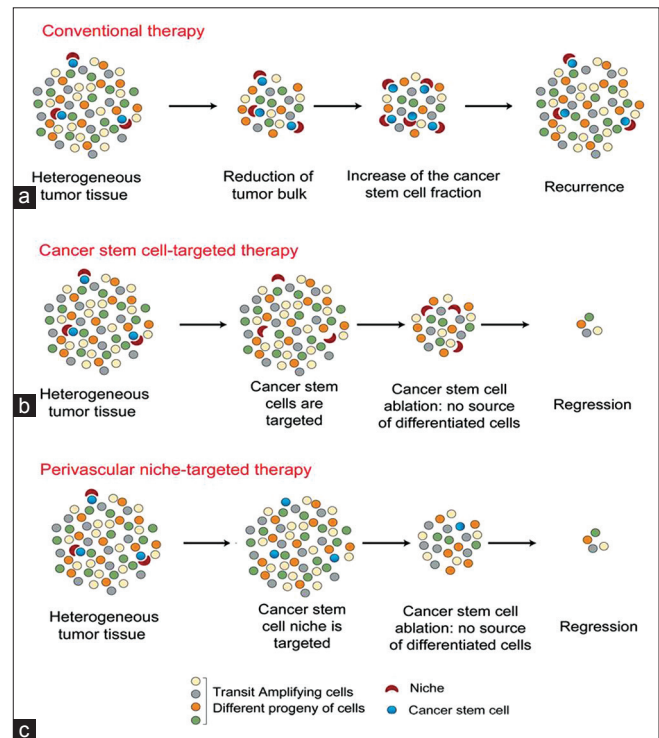 Conventional therapy
Heterogeneous
tumor tissue
Reduction of
tumor bulk
Increase of the cancer
stem cell fraction
Recurrence
a
Cancer stem cell-targeted therapy
Heterogeneous
tumor tissue
Cancer stem
cells are
targeted
Cancer stem cell
ablation: no source
of differentiated cells
Regression
b
Perivascular niche-targeted therapy
Heterogeneous
tumor tissue
Cancer stem
cell niche is
targeted
Cancer stem cell
ablation: no source
of differentiated cells
Regression
Transit Amplifying cells
Different progeny of cells
Niche
Cancer stem cell
c